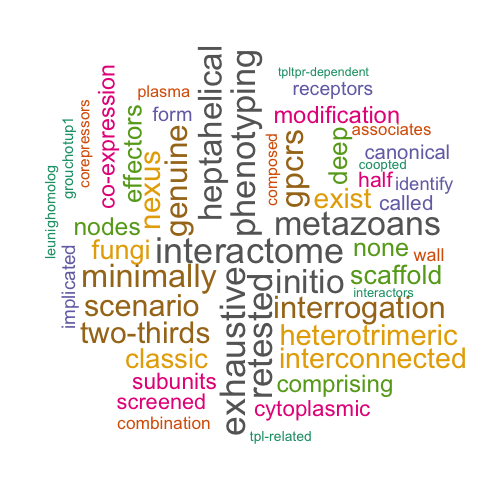 tpltpr-dependent
receptors
plasma
form
modification
associates
co-expression
corepressors
grouchotup1
leunighomolog
effectors
nexus
genuine
heptahelical
phenotyping
composed
gpcrs
deep
canonical
coopted
half
identify
exist
called
nodes
metazoans
fungi
interactome
none
wall
implicated
minimally
initio
scaffold
interactors
scenario
exhaustive
retested
interrogation
two-thirds
heterotrimeric
classic
interconnected
subunits
comprising
screened
cytoplasmic
combination
tpl-related